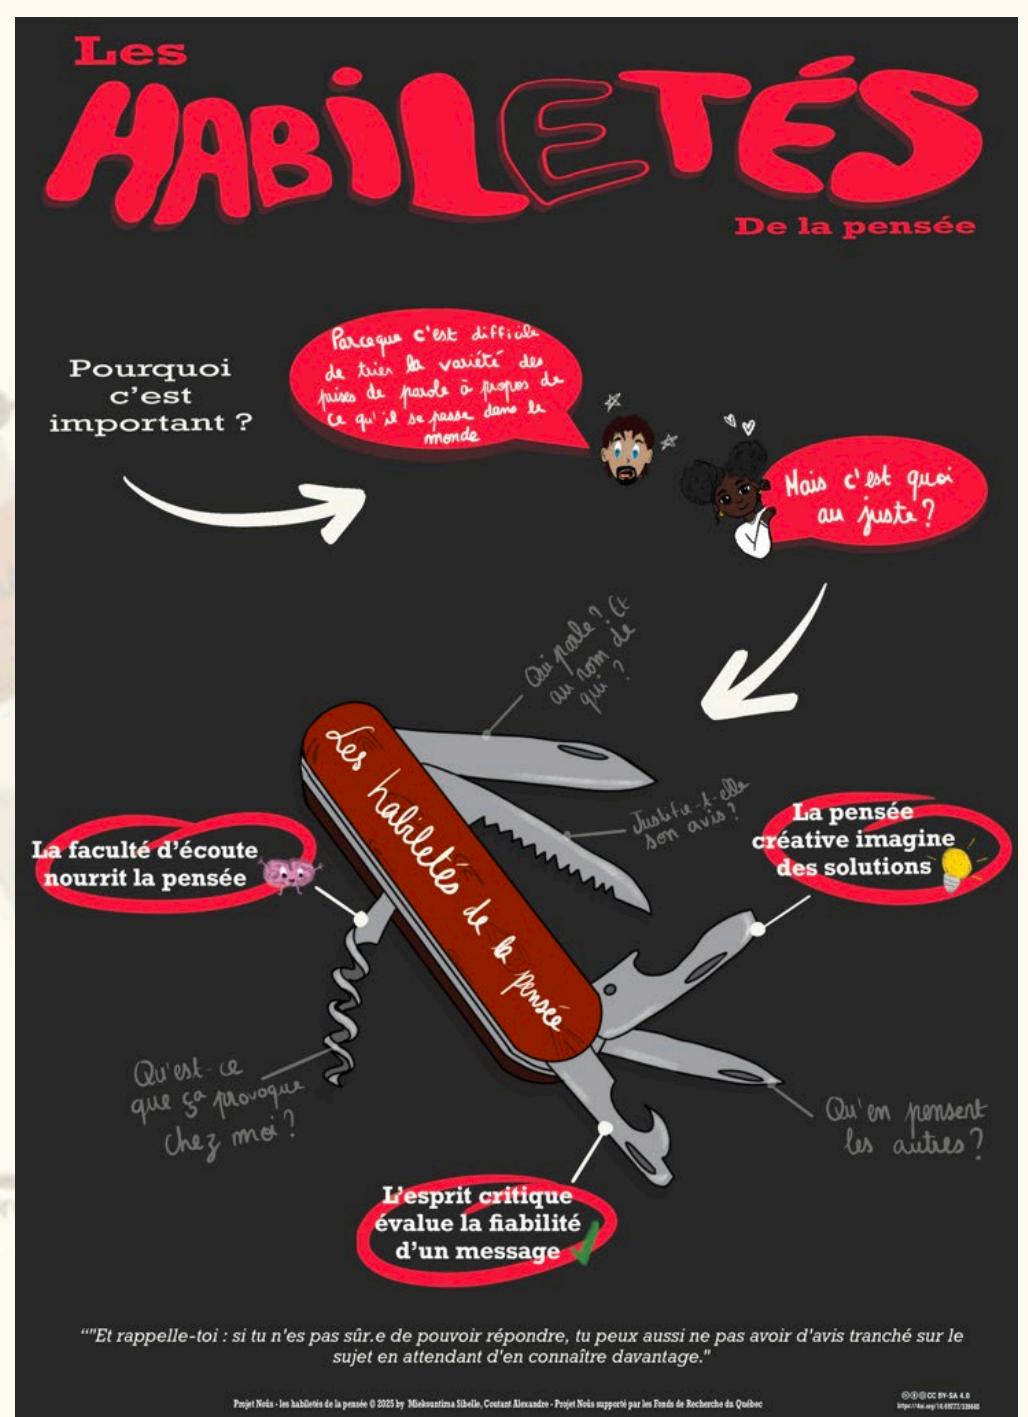 Les
HABILETÉS
De la pensée
Pourquoi
c'est
important ?
Parceque c'est difficile
de trier la variété des
prises de parole à propos de
ce qu'il se passe dans le
monde
Mais c'est quoi
au juste ?
Qui parle ? Et
au nom de
qui ?
Les habiletés de la pensée
Justifie-t-elle
son avis ?
La pensée
créative imagine
des solutions
La faculté d'écoute
nourrit la pensée
Qu'est-ce
que ça provoque
chez moi ?
Qu'en pensent
les autres ?
L'esprit critique
évalue la fiabilité
d'un message
“"Et rappelle-toi : si tu n'es pas sûr.e de pouvoir répondre, tu peux aussi ne pas avoir d'avis tranché sur le
sujet en attendant d'en connaître davantage."
Projet Noûs - les habiletés de la pensée © 2025 by Miekountima Sibelle, Coutant Alexandre - Projet Noûs supporté par les Fonds de Recherche du Québec
CC BY-SA 4.0